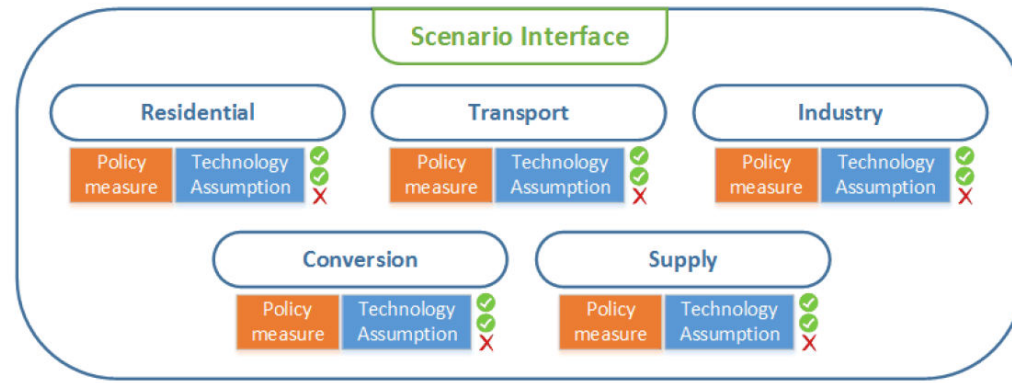 Scenario Interface
Residential
Transport
Industry
Policy measure
Technology Assumption
Policy measure
Technology Assumption
Policy measure
Technology Assumption
Conversion
Supply
Policy measure
Technology Assumption
Policy measure
Technology Assumption